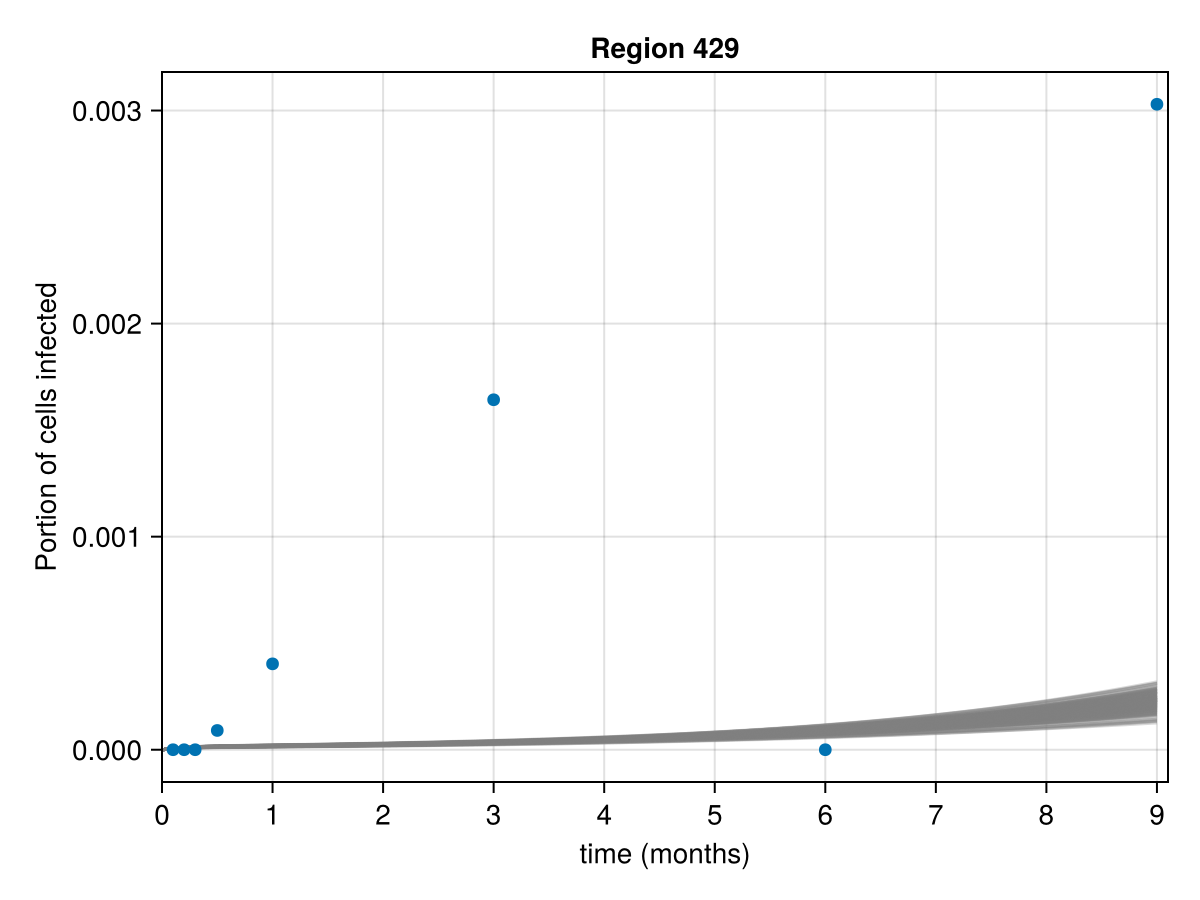 Region 429
Portion of cells infected
0.003
0.002
0.001
0.000
0 1 2 3 4 5 6 7 8 9
time (months)